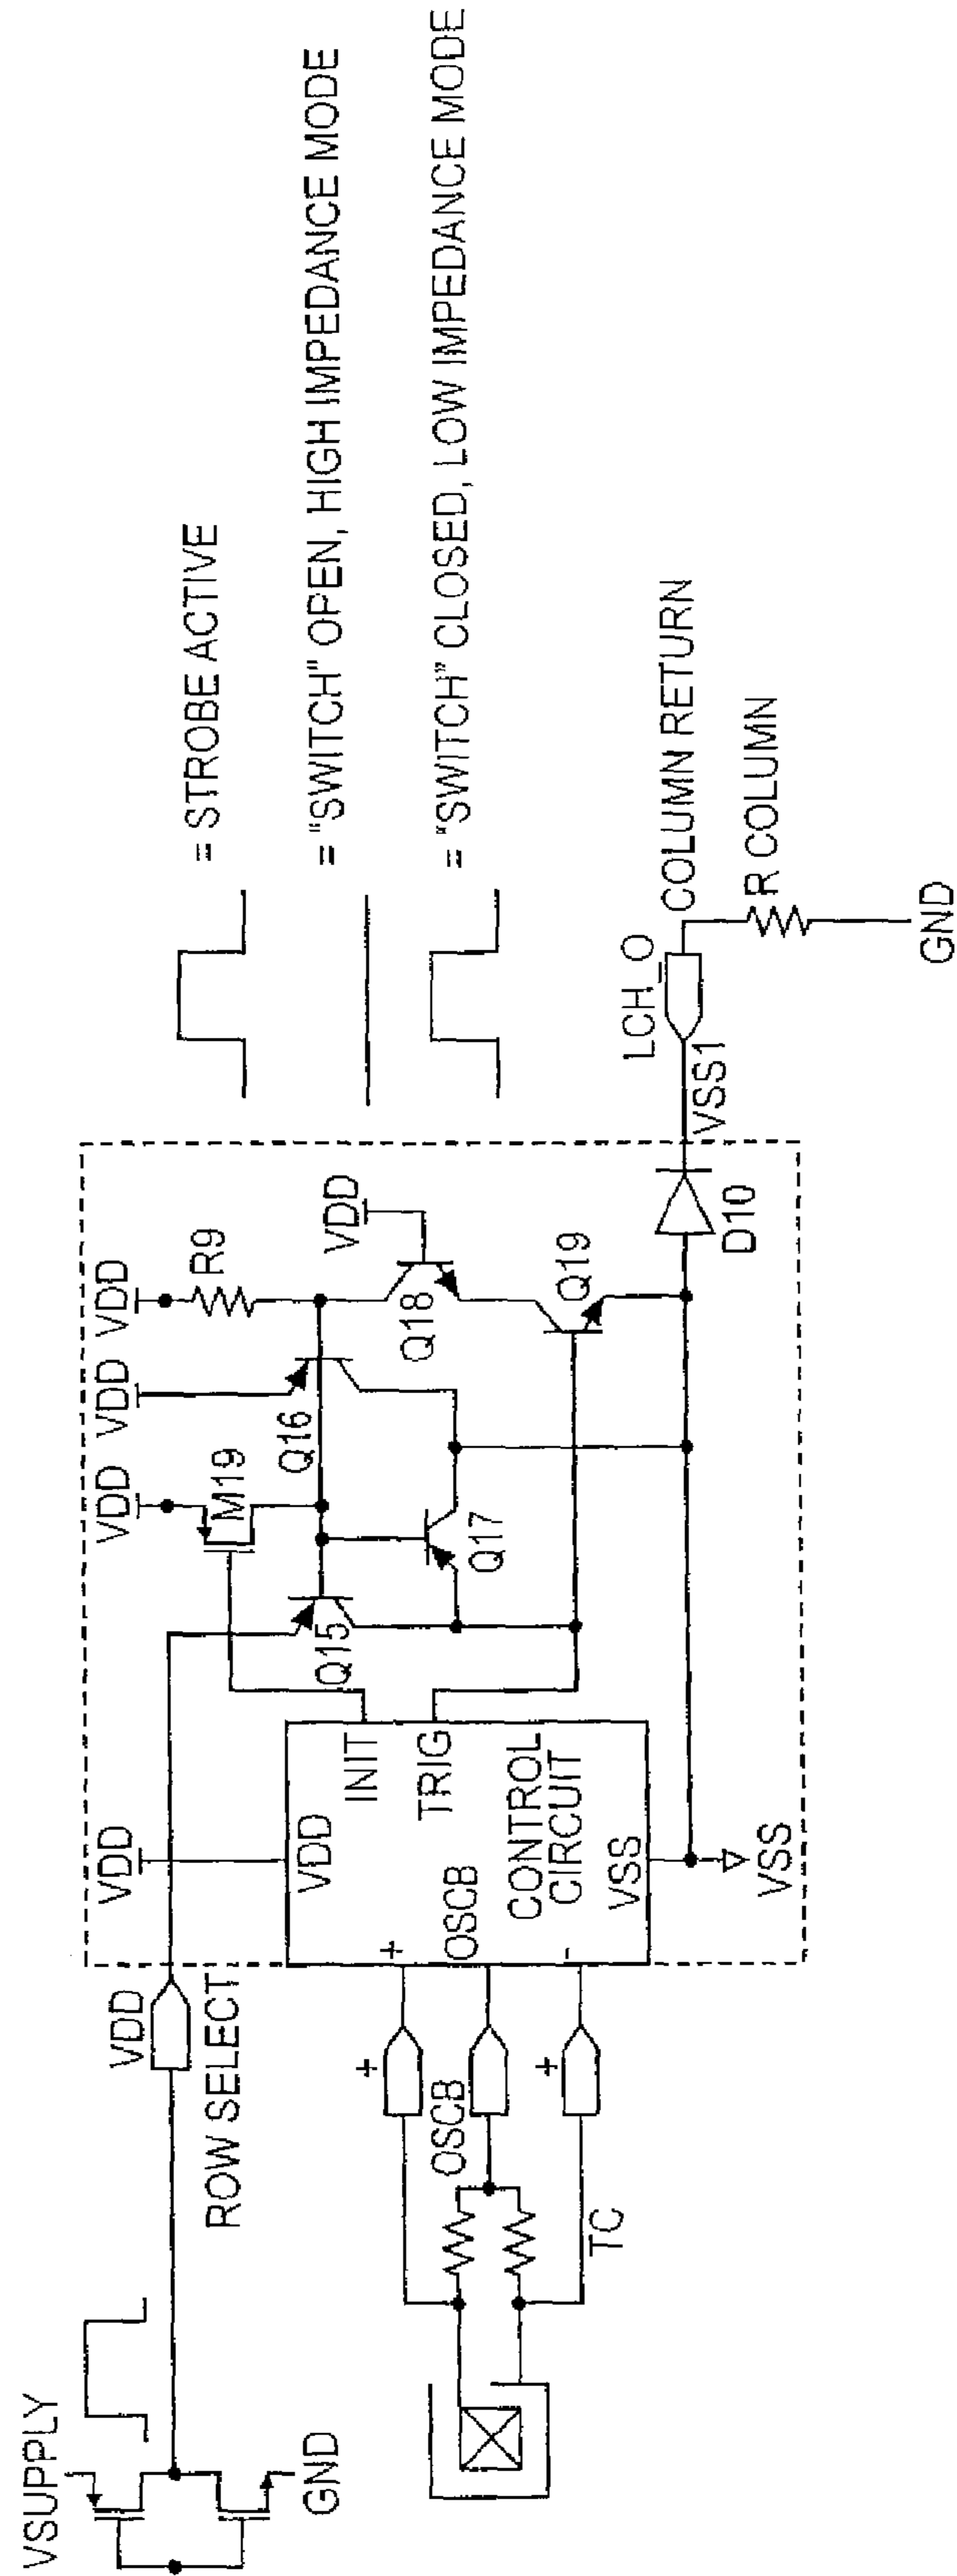 VSUPPLY
GND
VDD
ROW SELECT
+
OSCB
+
TC
VDD
VDD
INIT
TRIG
+
OSCB
-
CONTROL
CIRCUIT
VSS
VSS
VDD
M19
VDD
Q16
VDD
R9
Q15
Q17
Q18
VDD
Q19
D10
VSS1
LCH_O
COLUMN RETURN
R COLUMN
GND
= STROBE ACTIVE
= "SWITCH" OPEN, HIGH IMPEDANCE MODE
= "SWITCH" CLOSED, LOW IMPEDANCE MODE